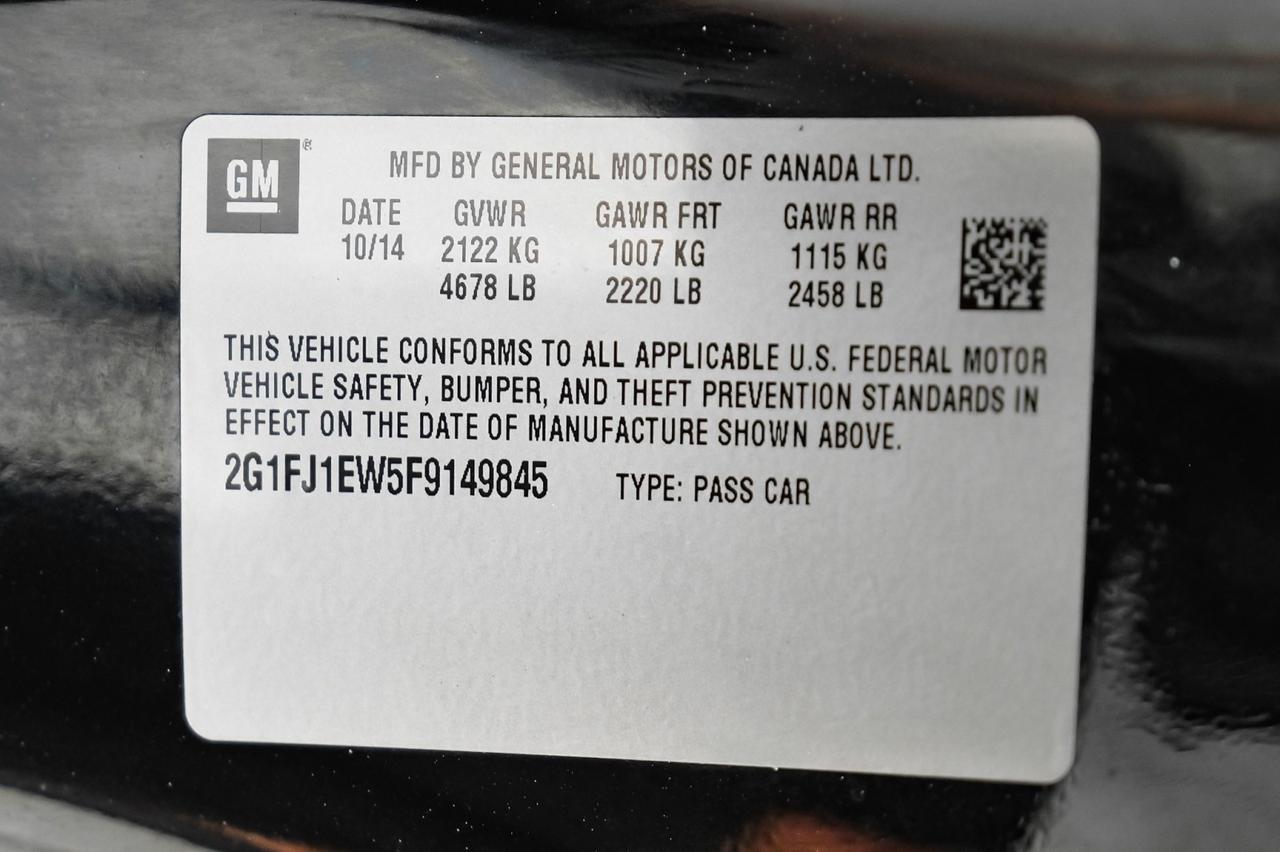 GM ®
MFD BY GENERAL MOTORS OF CANADA LTD.
DATE GVWR GAWR FRT GAWR RR
10/14 2122 KG 1007 KG 1115 KG
4678 LB 2220 LB 2458 LB
THIS VEHICLE CONFORMS TO ALL APPLICABLE U.S. FEDERAL MOTOR
VEHICLE SAFETY, BUMPER, AND THEFT PREVENTION STANDARDS IN
EFFECT ON THE DATE OF MANUFACTURE SHOWN ABOVE.
2G1FJ1EW5F9149845 TYPE: PASS CAR